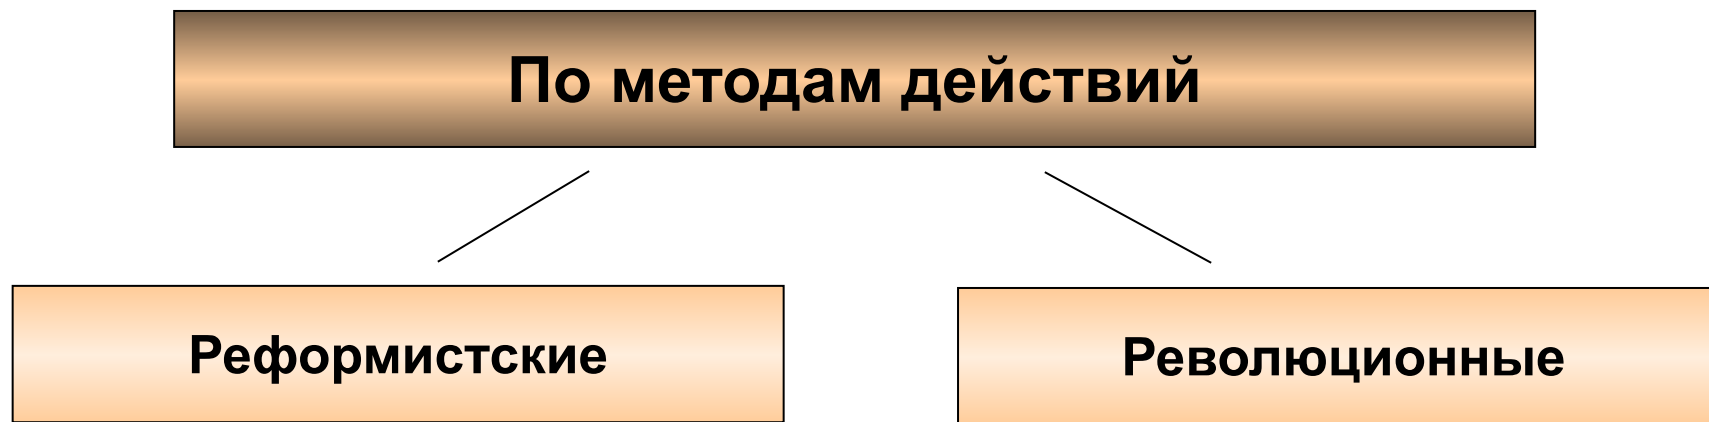 По методам действий
Реформистские
Революционные